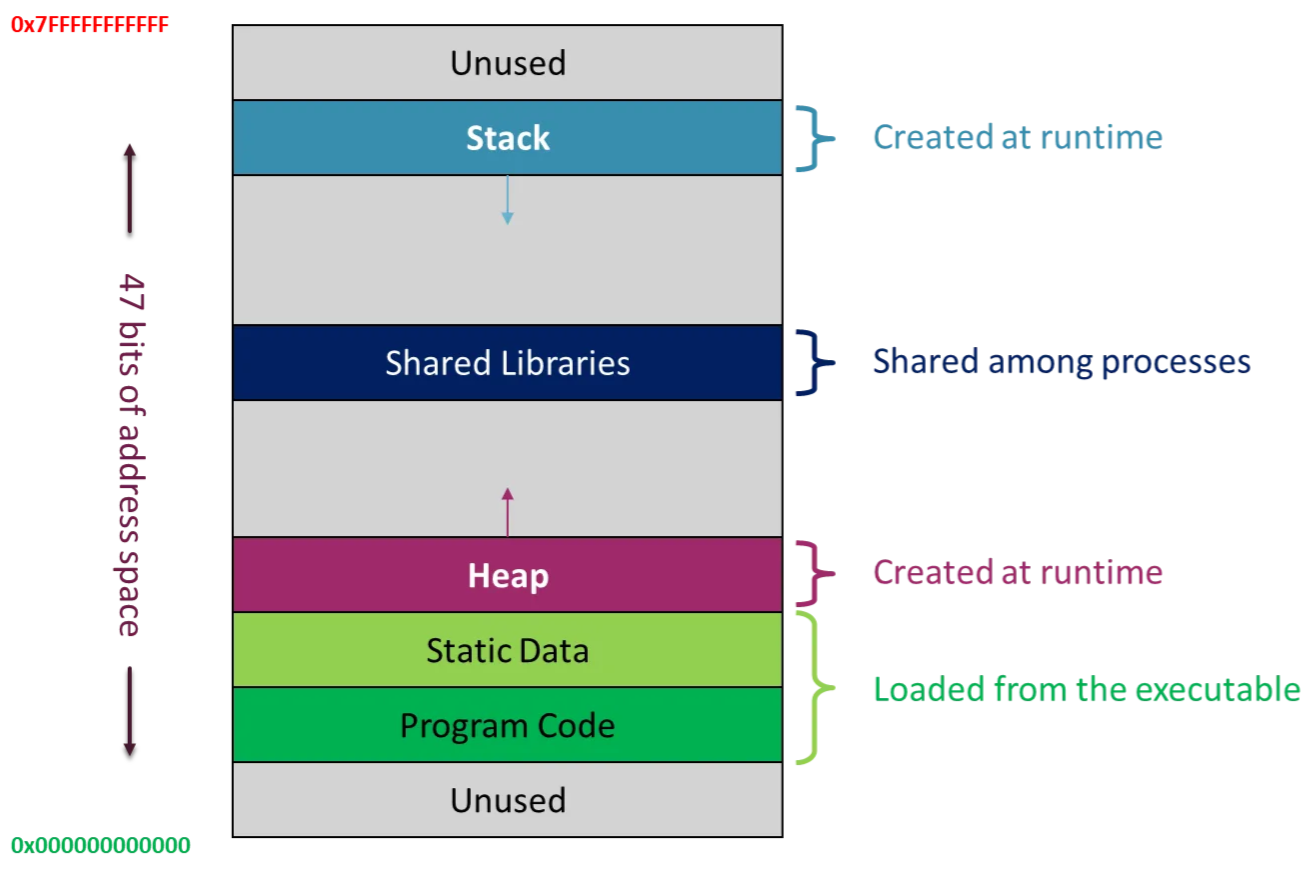 0x7FFFFFFFFFFF
Unused
Stack
Created at runtime
47 bits of address space
Shared Libraries
Shared among processes
Heap
Created at runtime
Static Data
Loaded from the executable
Program Code
Unused
0x000000000000